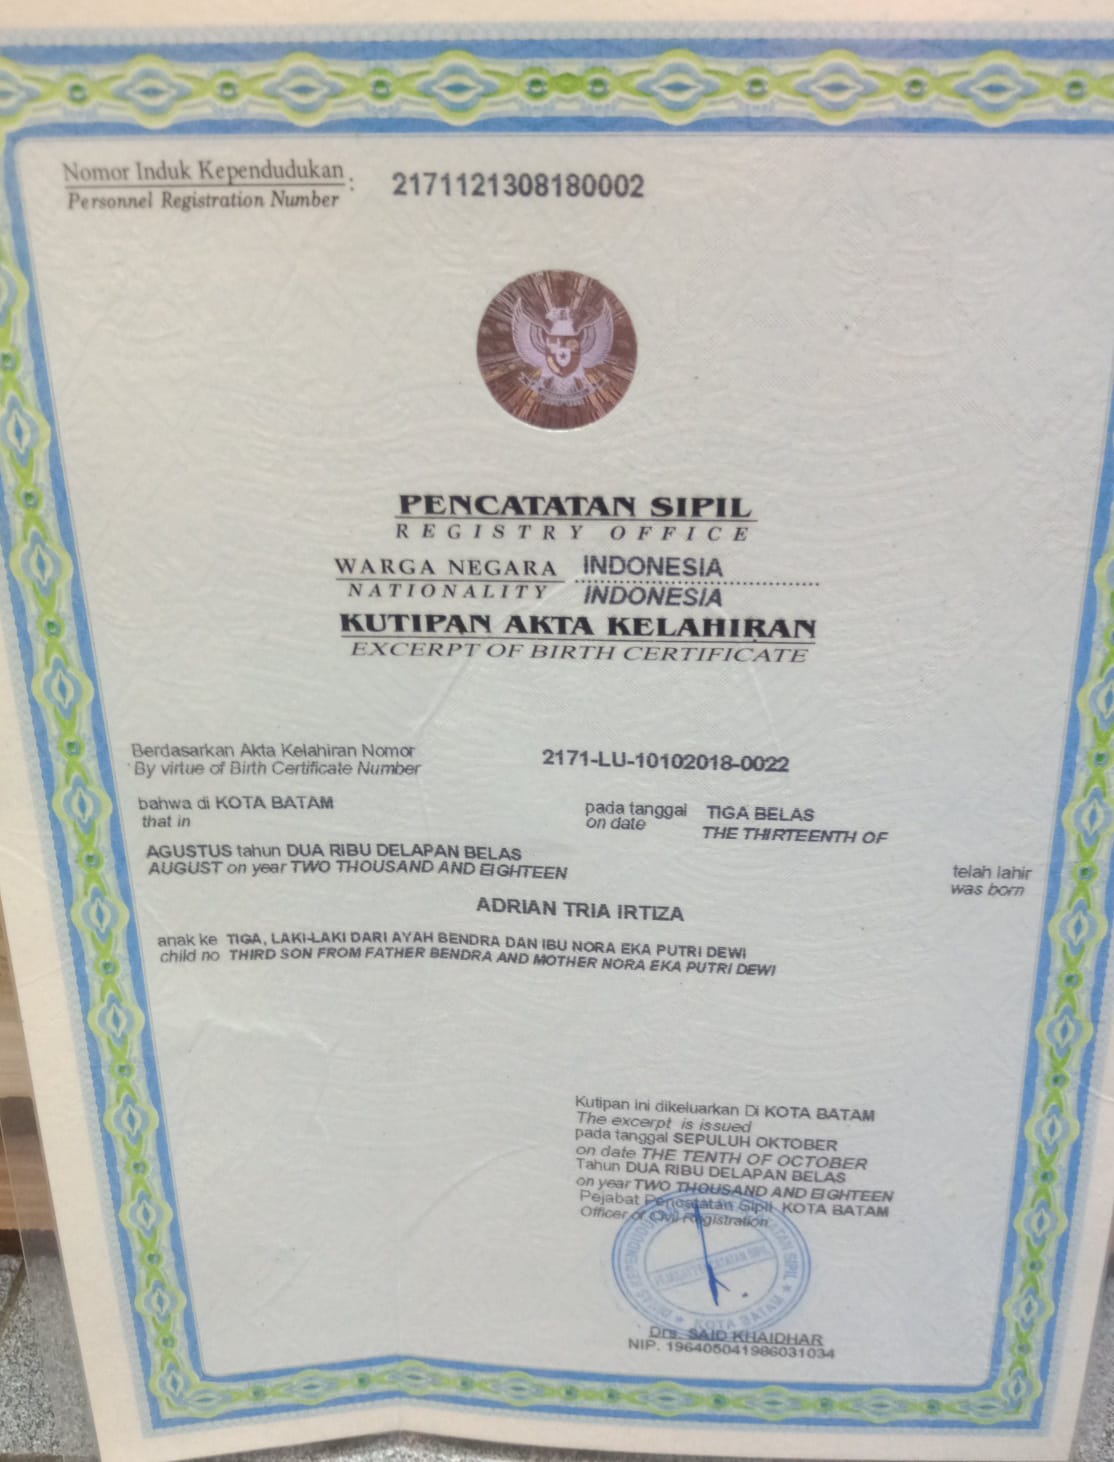 Nomor Induk Kependudukan :
Personnel Registration Number
2171121308180002
PENCATATAN SIPIL
REGISTRY OFFICE
WARGA NEGARA INDONESIA
NATIONALITY INDONESIA
KUTIPAN AKTA KELAHIRAN
EXCERPT OF BIRTH CERTIFICATE
Berdasarkan Akta Kelahiran Nomor 2171-LU-10102018-0022
By virtue of Birth Certificate Number
bahwa di KOTA BATAM pada tanggal TIGA BELAS
that in on date THE THIRTEENTH OF
AGUSTUS tahun DUA RIBU DELAPAN BELAS
AUGUST on year TWO THOUSAND AND EIGHTEEN
telah lahir
was born
ADRIAN TRIA IRTIZA
anak ke TIGA, LAKI-LAKI DARI AYAH BENDRA DAN IBU NORA EKA PUTRI DEWI
child no THIRD SON FROM FATHER BENDRA AND MOTHER NORA EKA PUTRI DEWI
Kutipan ini dikeluarkan Di KOTA BATAM
The excerpt is issued
pada tanggal SEPULUH OKTOBER
on date THE TENTH OF OCTOBER
Tahun DUA RIBU DELAPAN BELAS
on year TWO THOUSAND AND EIGHTEEN
Pejabat Pencatatan Sipil KOTA BATAM
Officer of Civil Registration
KOTA BATAM
Drs. SAID KHAIDHAR
NIP. 196405041986031034